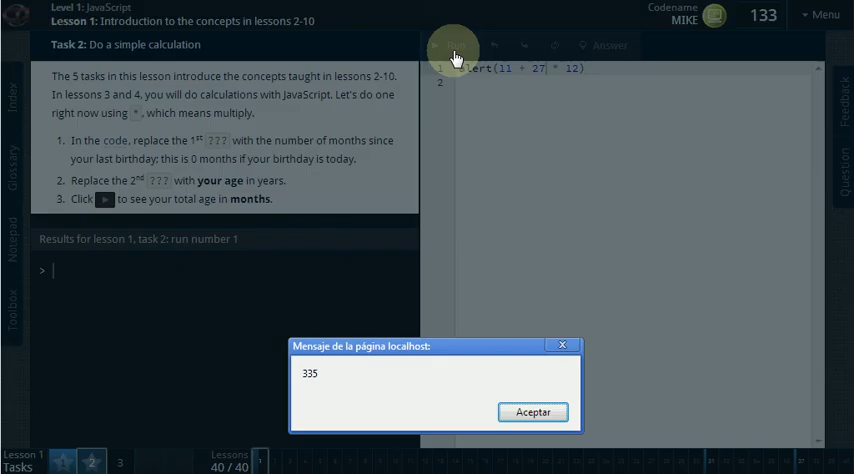 Level 1: JavaScript
Lesson 1: Introduction to the concepts in lessons 2-10
Codename
MIKE
133
Menu
Task 2: Do a simple calculation
Run
Answer
The 5 tasks in this lesson introduce the concepts taught in lessons 2-10.
In lessons 3 and 4, you will do calculations with JavaScript. Let's do one
right now using *, which means multiply.
1. In the code, replace the 1st ??? with the number of months since
your last birthday; this is 0 months if your birthday is today.
2. Replace the 2nd ??? with your age in years.
3. Click to see your total age in months.
1 alert(11 + 27 * 12)
2
Index
Glossary
Notepad
Toolbox
Feedback
Question
Results for lesson 1, task 2: run number 1
>
Mensaje de la página localhost:
X
335
Aceptar
Lesson 1
Tasks
1
2
3
Lessons
40 / 40
1